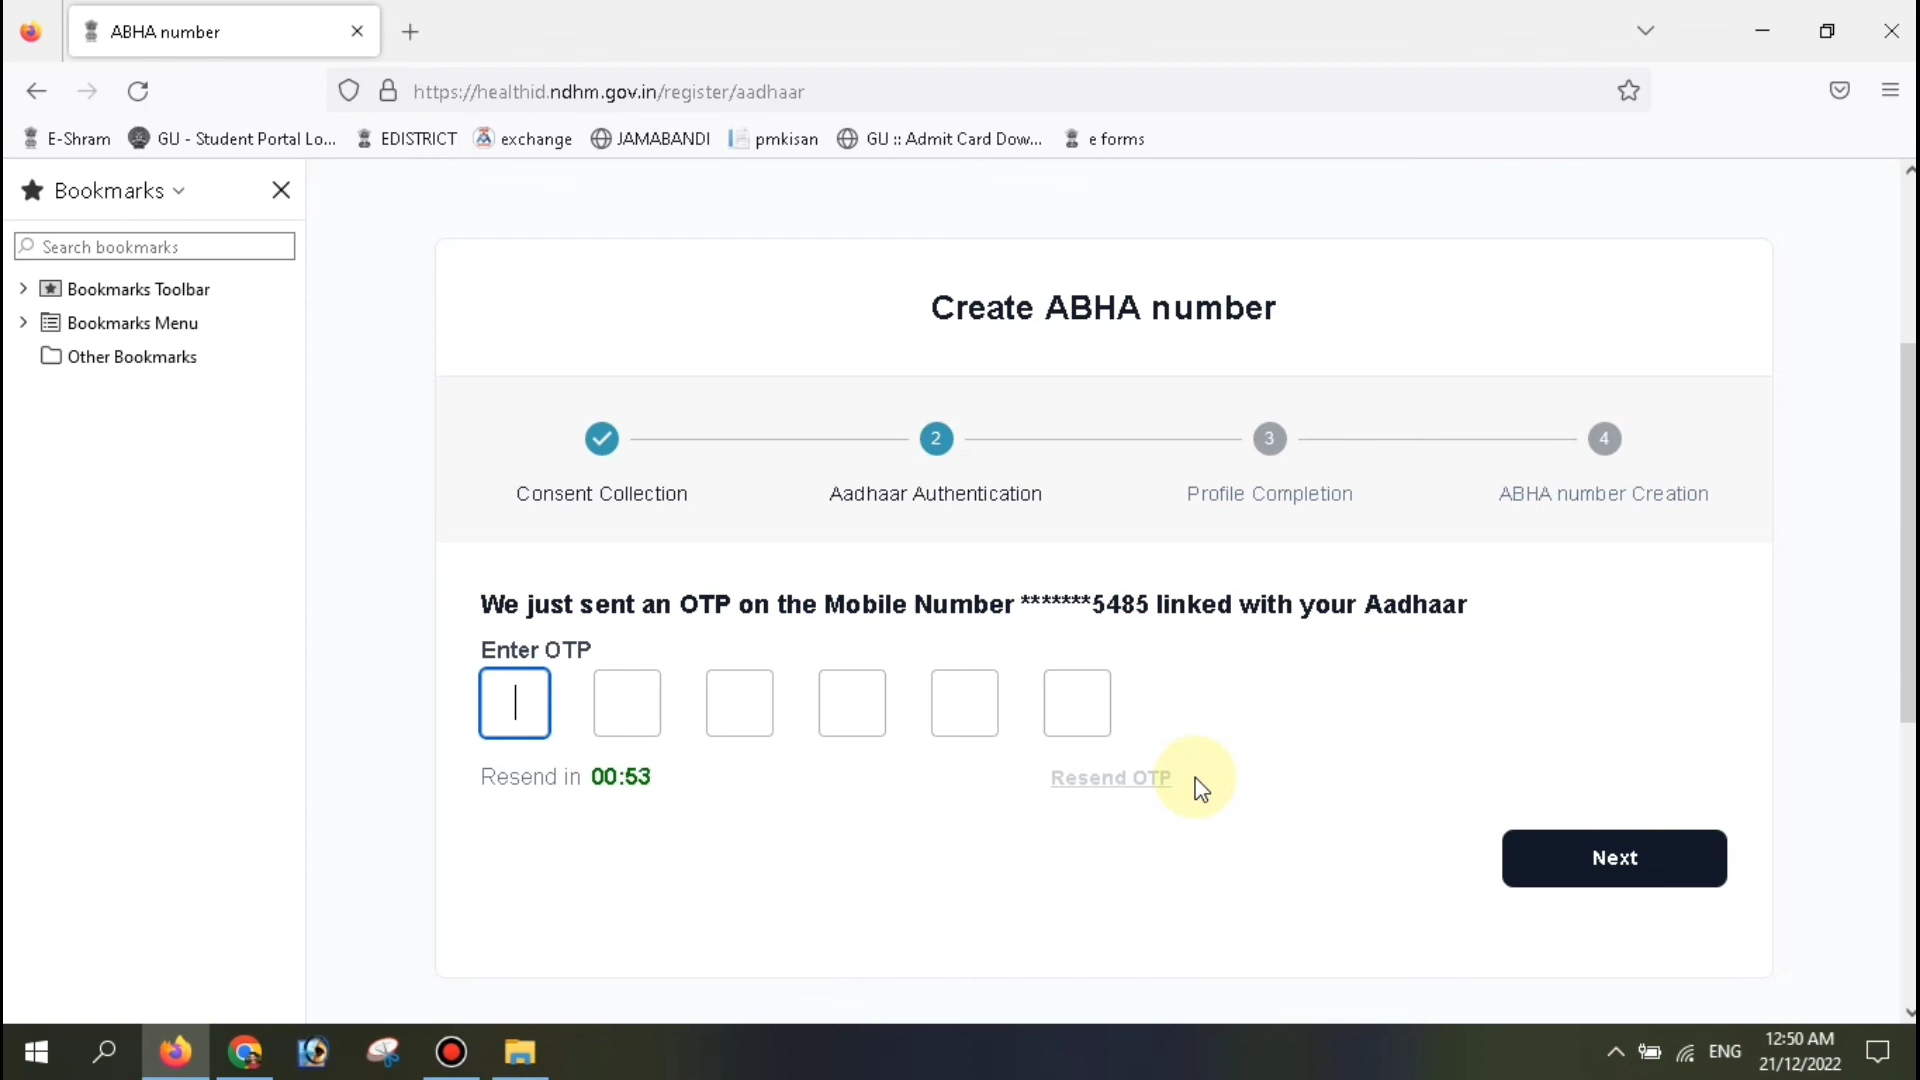 ABHA number
https://healthid.ndhm.gov.in/register/aadhaar
E-Shram GU - Student Portal Lo... EDISTRICT exchange JAMABANDI pmkisan GU :: Admit Card Dow... e forms
Bookmarks
Search bookmarks
Bookmarks Toolbar
Bookmarks Menu
Other Bookmarks
Create ABHA number
2 3 4
Consent Collection Aadhaar Authentication Profile Completion ABHA number Creation
We just sent an OTP on the Mobile Number *******5485 linked with your Aadhaar
Enter OTP
Resend in 00:53 Resend OTP
Next
ENG
12:50 AM
21/12/2022